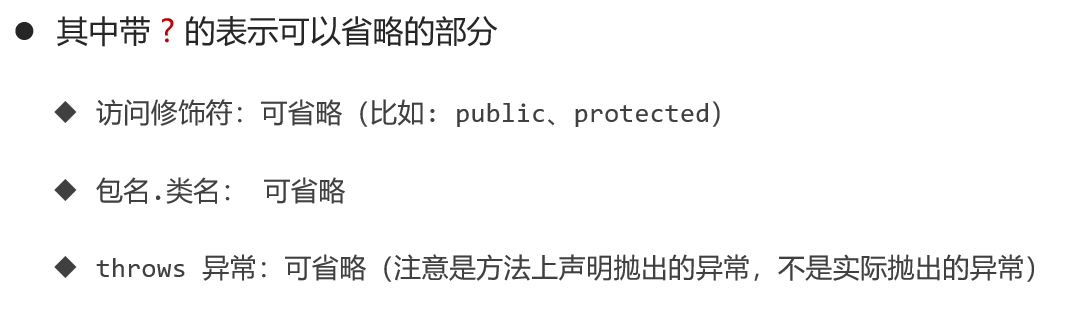 其中带？的表示可以省略的部分
访问修饰符：可省略（比如: public、protected）
包名.类名： 可省略
throws 异常：可省略（注意是方法上声明抛出的异常，不是实际抛出的异常）